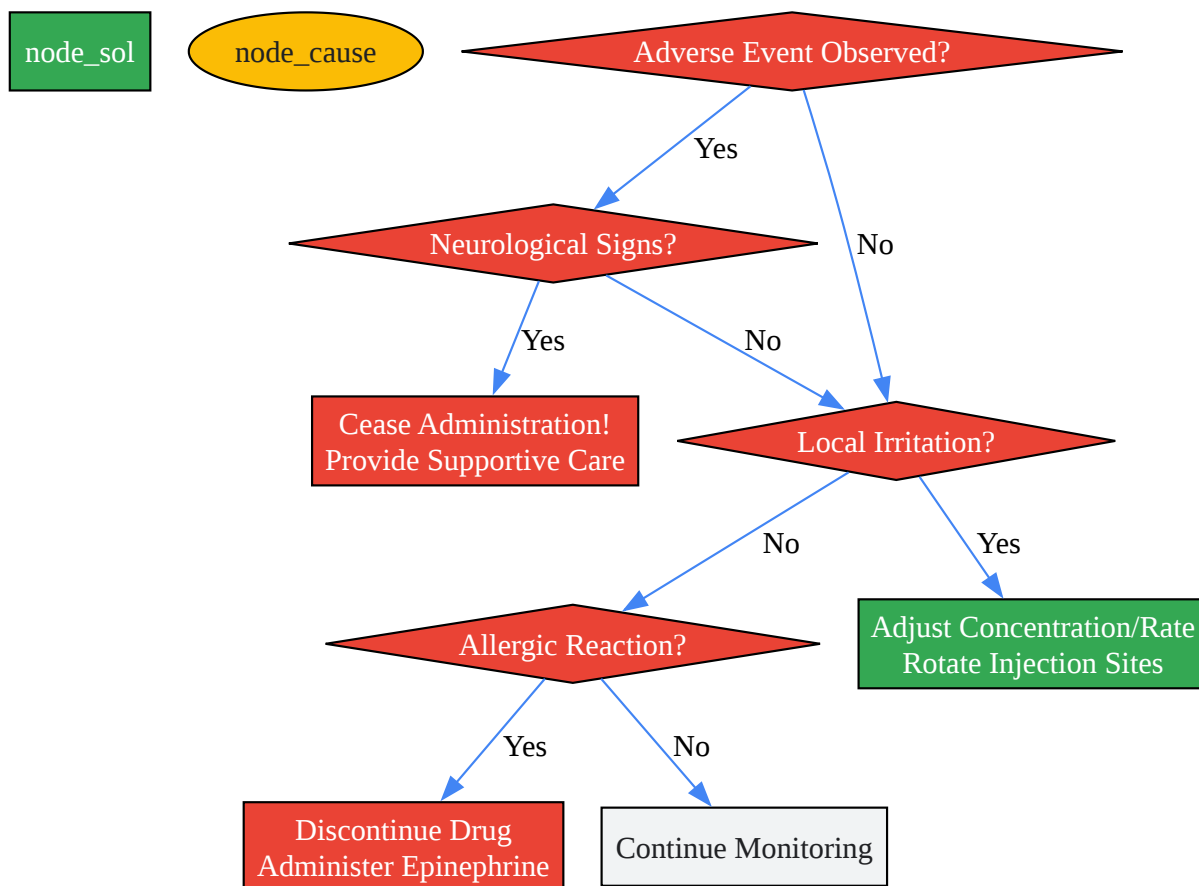 node_sol
node_cause
Adverse Event Observed?
Yes
No
Neurological Signs?
Yes
No
Cease Administration!
Provide Supportive Care
Local Irritation?
No
Yes
Adjust Concentration/Rate
Rotate Injection Sites
Allergic Reaction?
Yes
No
Discontinue Drug
Administer Epinephrine
Continue Monitoring